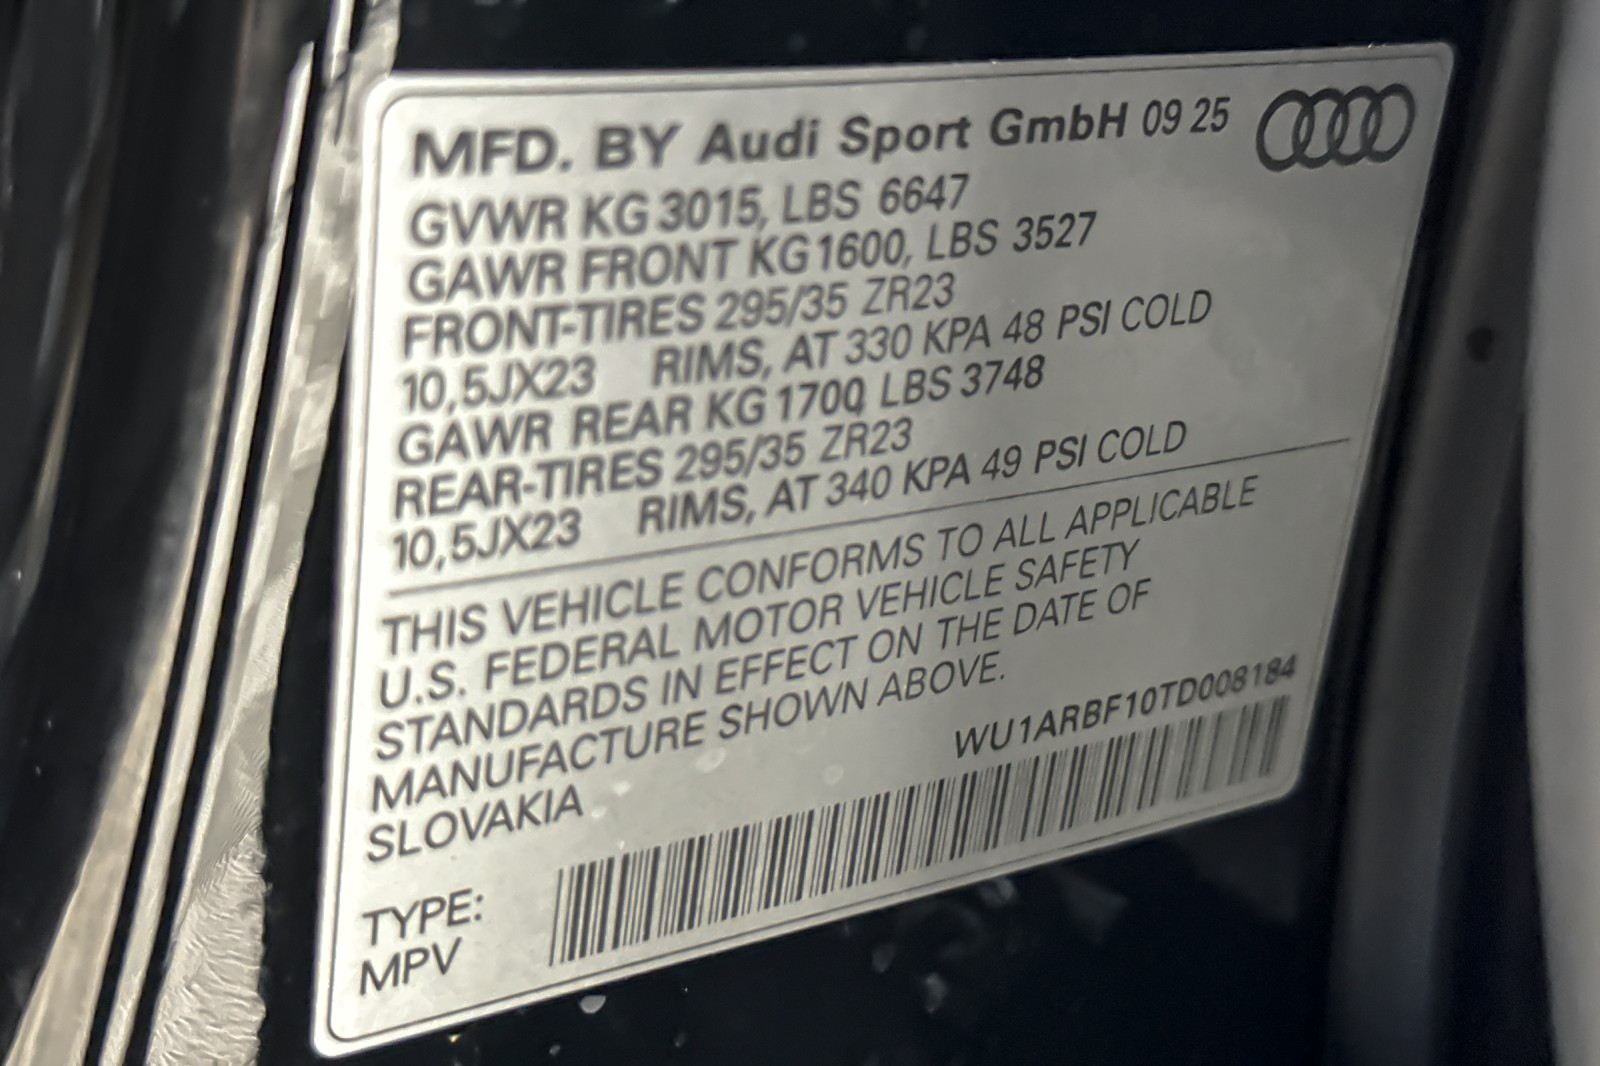 MFD. BY Audi Sport GmbH 09 25
GVWR KG 3015, LBS 6647
GAWR FRONT KG 1600, LBS 3527
FRONT-TIRES 295/35 ZR23
10,5JX23 RIMS, AT 330 KPA 48 PSI COLD
GAWR REAR KG 1700, LBS 3748
REAR-TIRES 295/35 ZR23
10,5JX23 RIMS, AT 340 KPA 49 PSI COLD
THIS VEHICLE CONFORMS TO ALL APPLICABLE
U.S. FEDERAL MOTOR VEHICLE SAFETY
STANDARDS IN EFFECT ON THE DATE OF
MANUFACTURE SHOWN ABOVE.
SLOVAKIA
WU1ARBF10TD008184
TYPE:
MPV